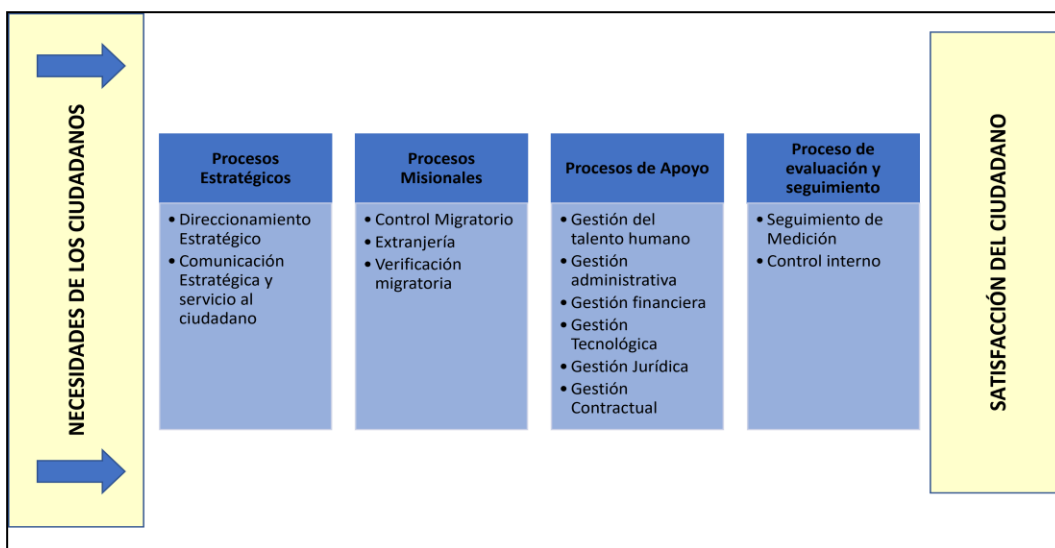 NECESIDADES DE LOS CIUDADANOS
Procesos
Estratégicos
• Direccionamiento
Estratégico
• Comunicación
Estratégica y
servicio al
ciudadano
Procesos
Misionales
• Control Migratorio
• Extranjería
• Verificación
migratoria
Procesos de Apoyo
• Gestión del
talento humano
• Gestión
administrativa
• Gestión financiera
• Gestión
Tecnológica
• Gestión Jurídica
• Gestión
Contractual
Proceso de
evaluación y
seguimiento
• Seguimiento de
Medición
• Control interno
SATISFACCIÓN DEL CIUDADANO